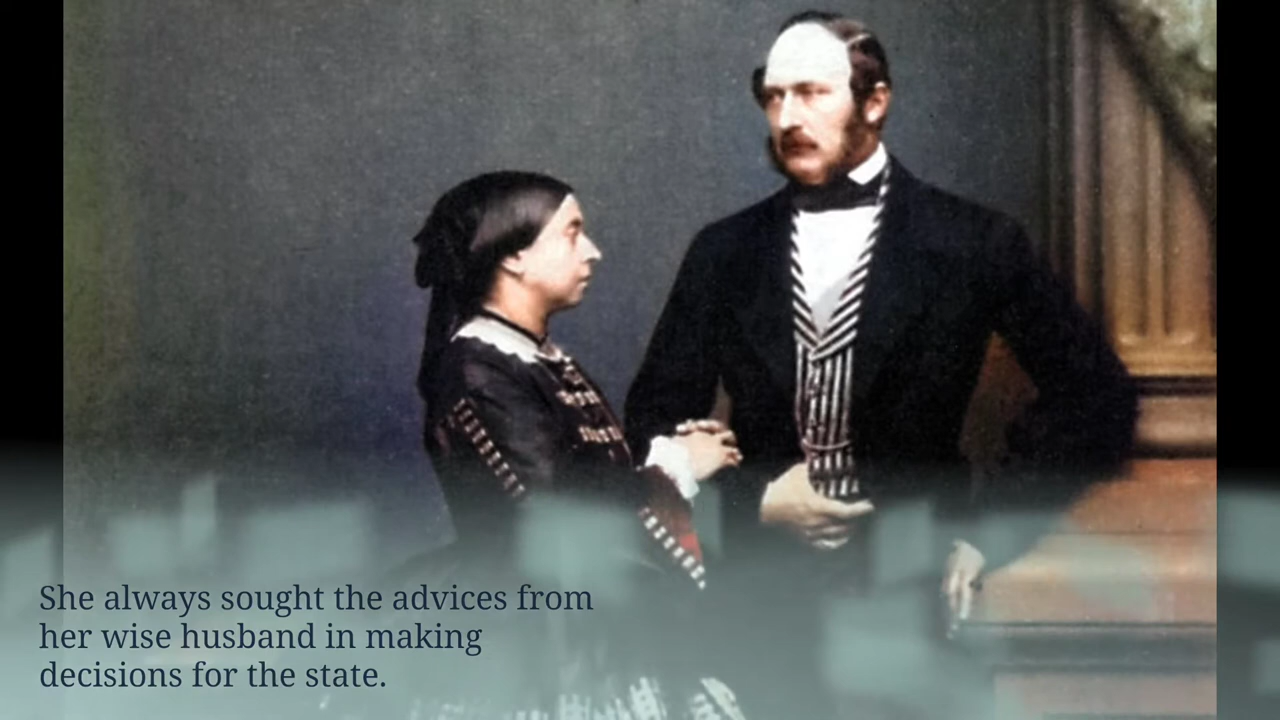 She always sought the advices from
her wise husband in making
decisions for the state.